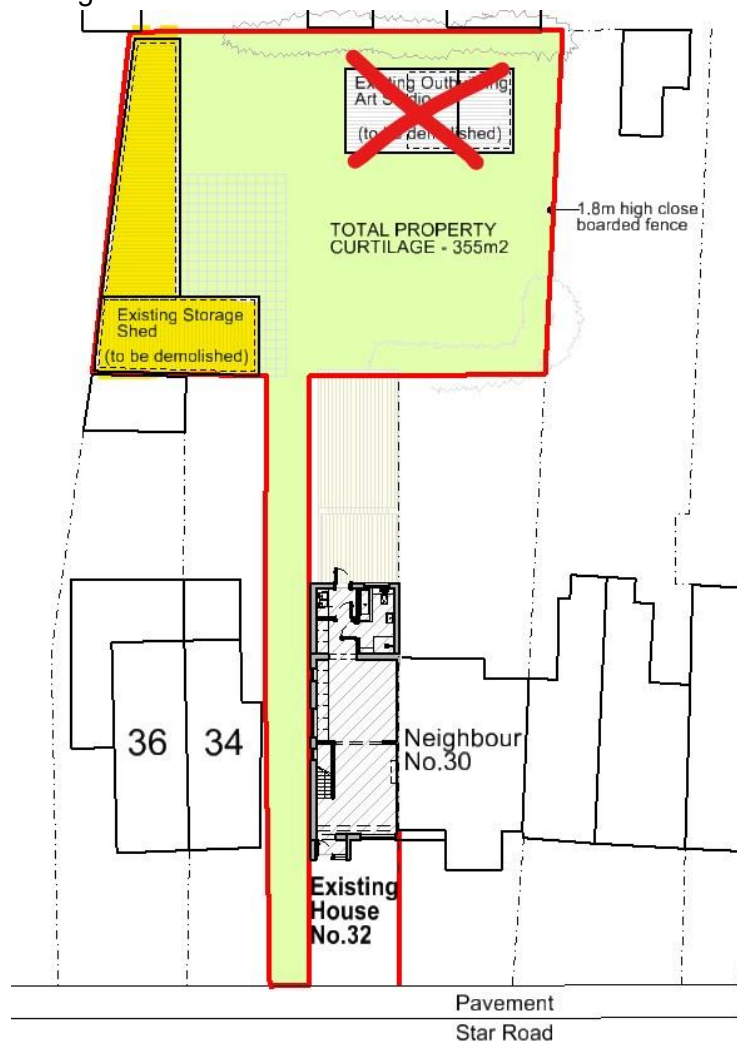 Existing Outbuilding
Art Studio
(to be demolished)
1.8m high close
boarded fence
TOTAL PROPERTY
CURTILAGE - 355m2
Existing Storage
Shed
(to be demolished)
36
34
Neighbour
No.30
Existing
House
No.32
Pavement
Star Road